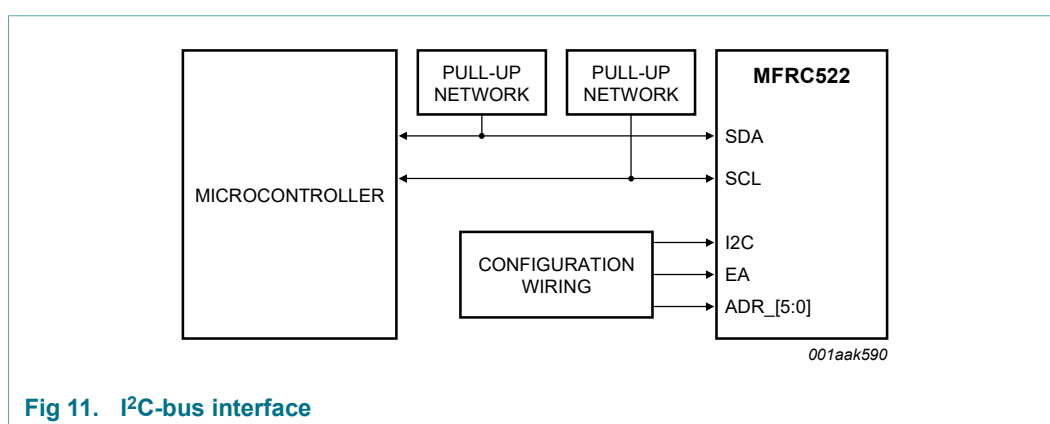 PULL-UP
NETWORK
PULL-UP
NETWORK
MFRC522
SDA
SCL
MICROCONTROLLER
I2C
CONFIGURATION
WIRING
EA
ADR_[5:0]
001aak590
Fig 11. I²C-bus interface